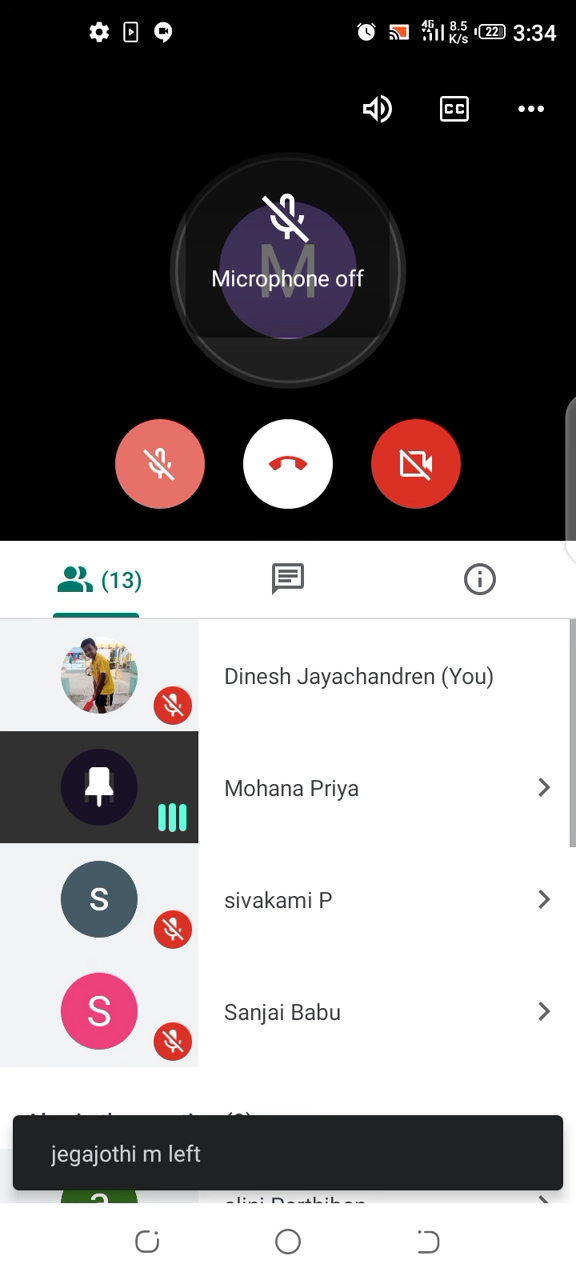 4G 8.5 K/s 22 3:34
CC
M
Microphone off
(13)
Dinesh Jayachandren (You)
Mohana Priya
S
sivakami P
S
Sanjai Babu
jegajothi m left